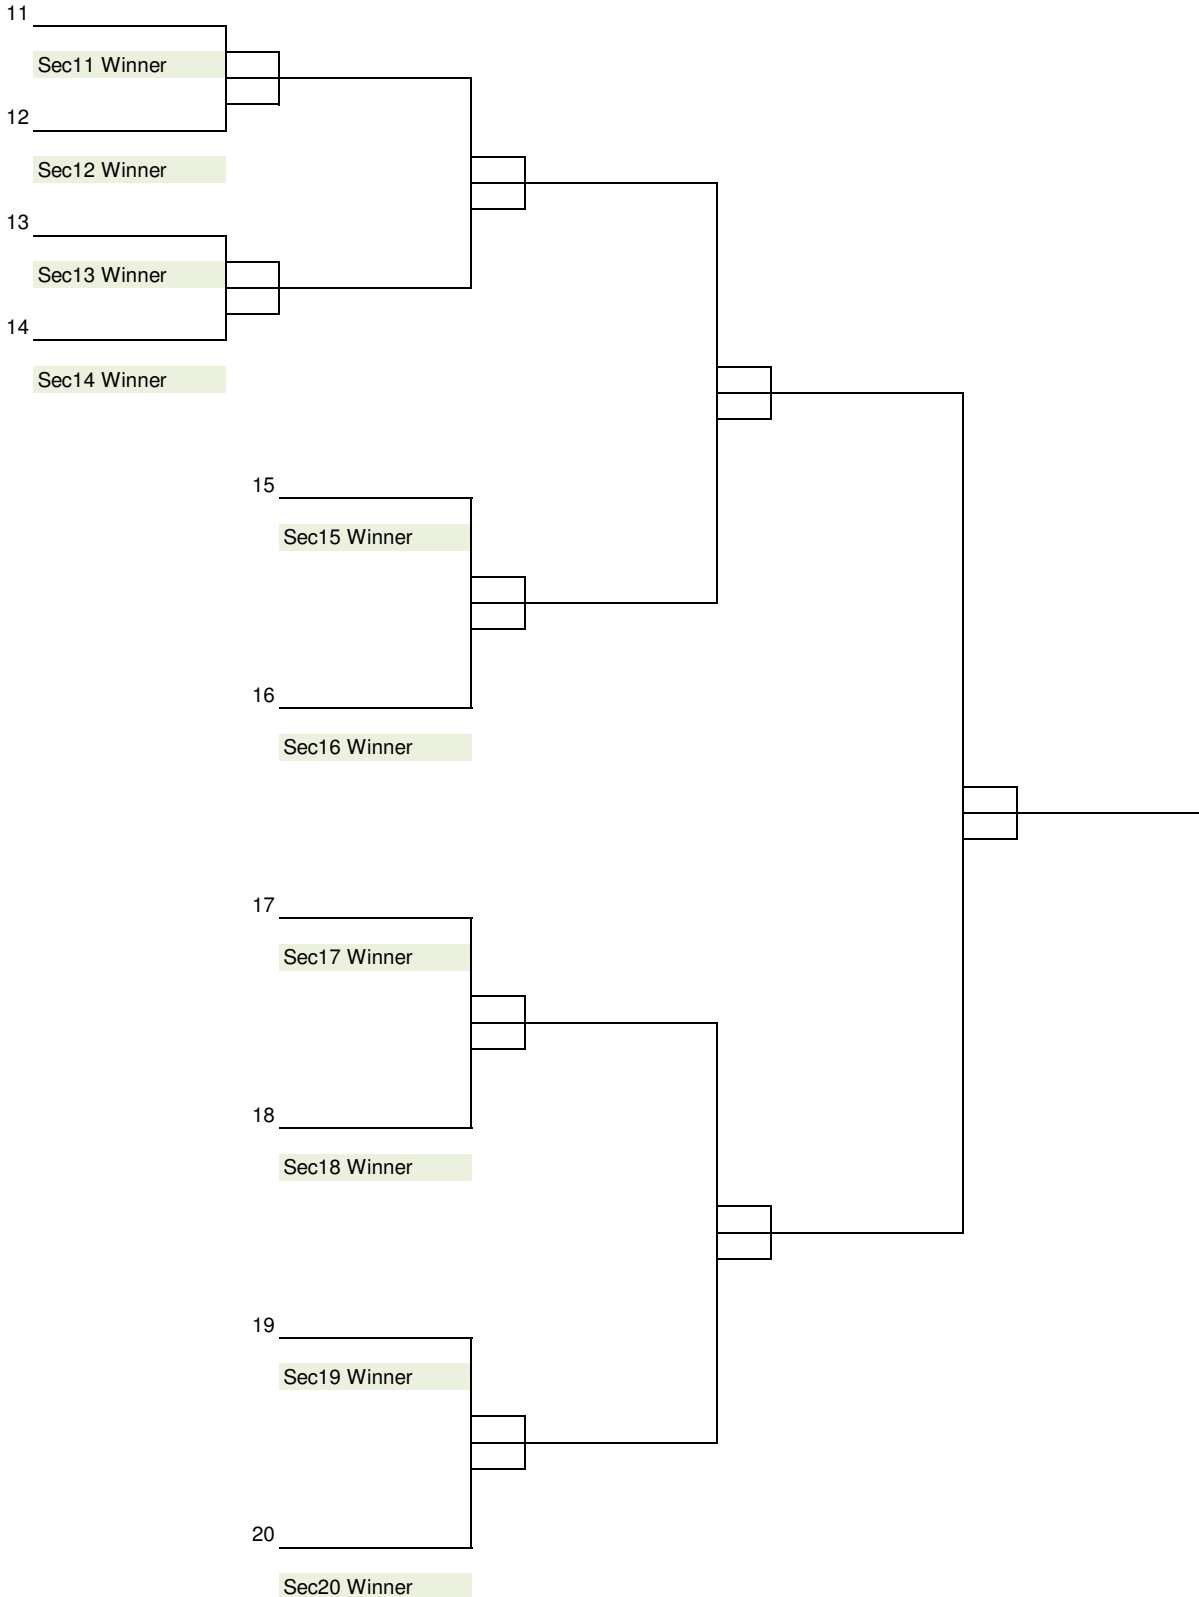 11
Sec11 Winner
12
Sec12 Winner
13
Sec13 Winner
14
Sec14 Winner
15
Sec15 Winner
16
Sec16 Winner
17
Sec17 Winner
18
Sec18 Winner
19
Sec19 Winner
20
Sec20 Winner